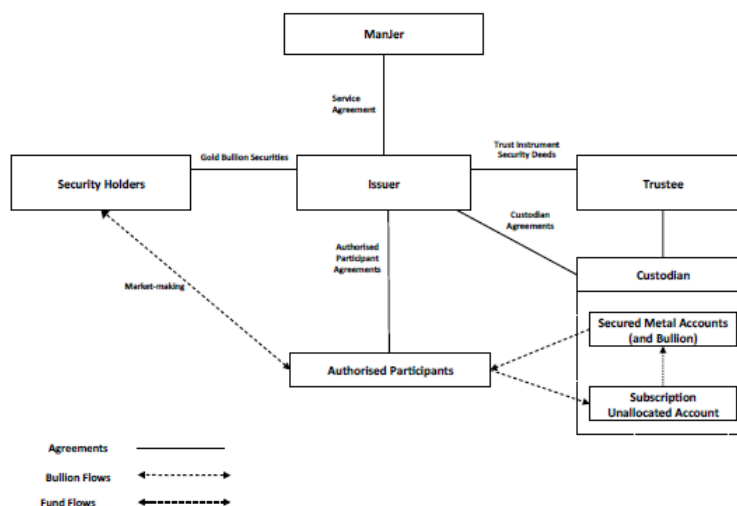 ManJer
Service
Agreement
Gold Bullion Securities
Trust Instrument
Security Deeds
Security Holders
Issuer
Trustee
Custodian
Agreements
Authorised
Participant
Agreements
Custodian
Market-making
Secured Metal Accounts
(and Bullion)
Authorised Participants
Subscription
Unallocated Account
Agreements
Bullion Flows
Fund Flows